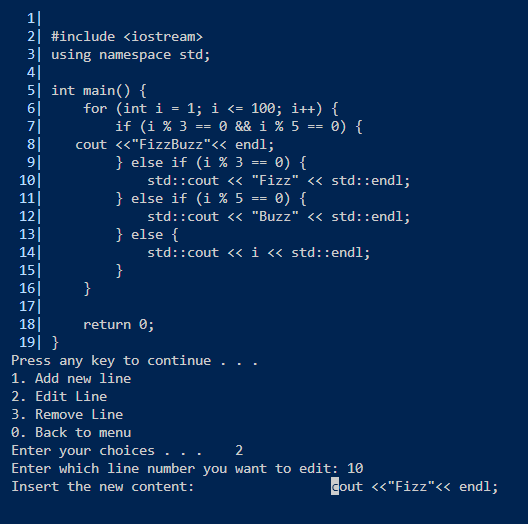 1|
2| #include <iostream>
3| using namespace std;
4|
5| int main() {
6|     for (int i = 1; i <= 100; i++) {
7|         if (i % 3 == 0 && i % 5 == 0) {
8|    cout <<"FizzBuzz"<< endl;
9|         } else if (i % 3 == 0) {
10|             std::cout << "Fizz" << std::endl;
11|         } else if (i % 5 == 0) {
12|             std::cout << "Buzz" << std::endl;
13|         } else {
14|             std::cout << i << std::endl;
15|         }
16|     }
17|
18|     return 0;
19| }
Press any key to continue . . .
1. Add new line
2. Edit Line
3. Remove Line
0. Back to menu
Enter your choices . . .    2
Enter which line number you want to edit: 10
Insert the new content:                 cout <<"Fizz"<< endl;